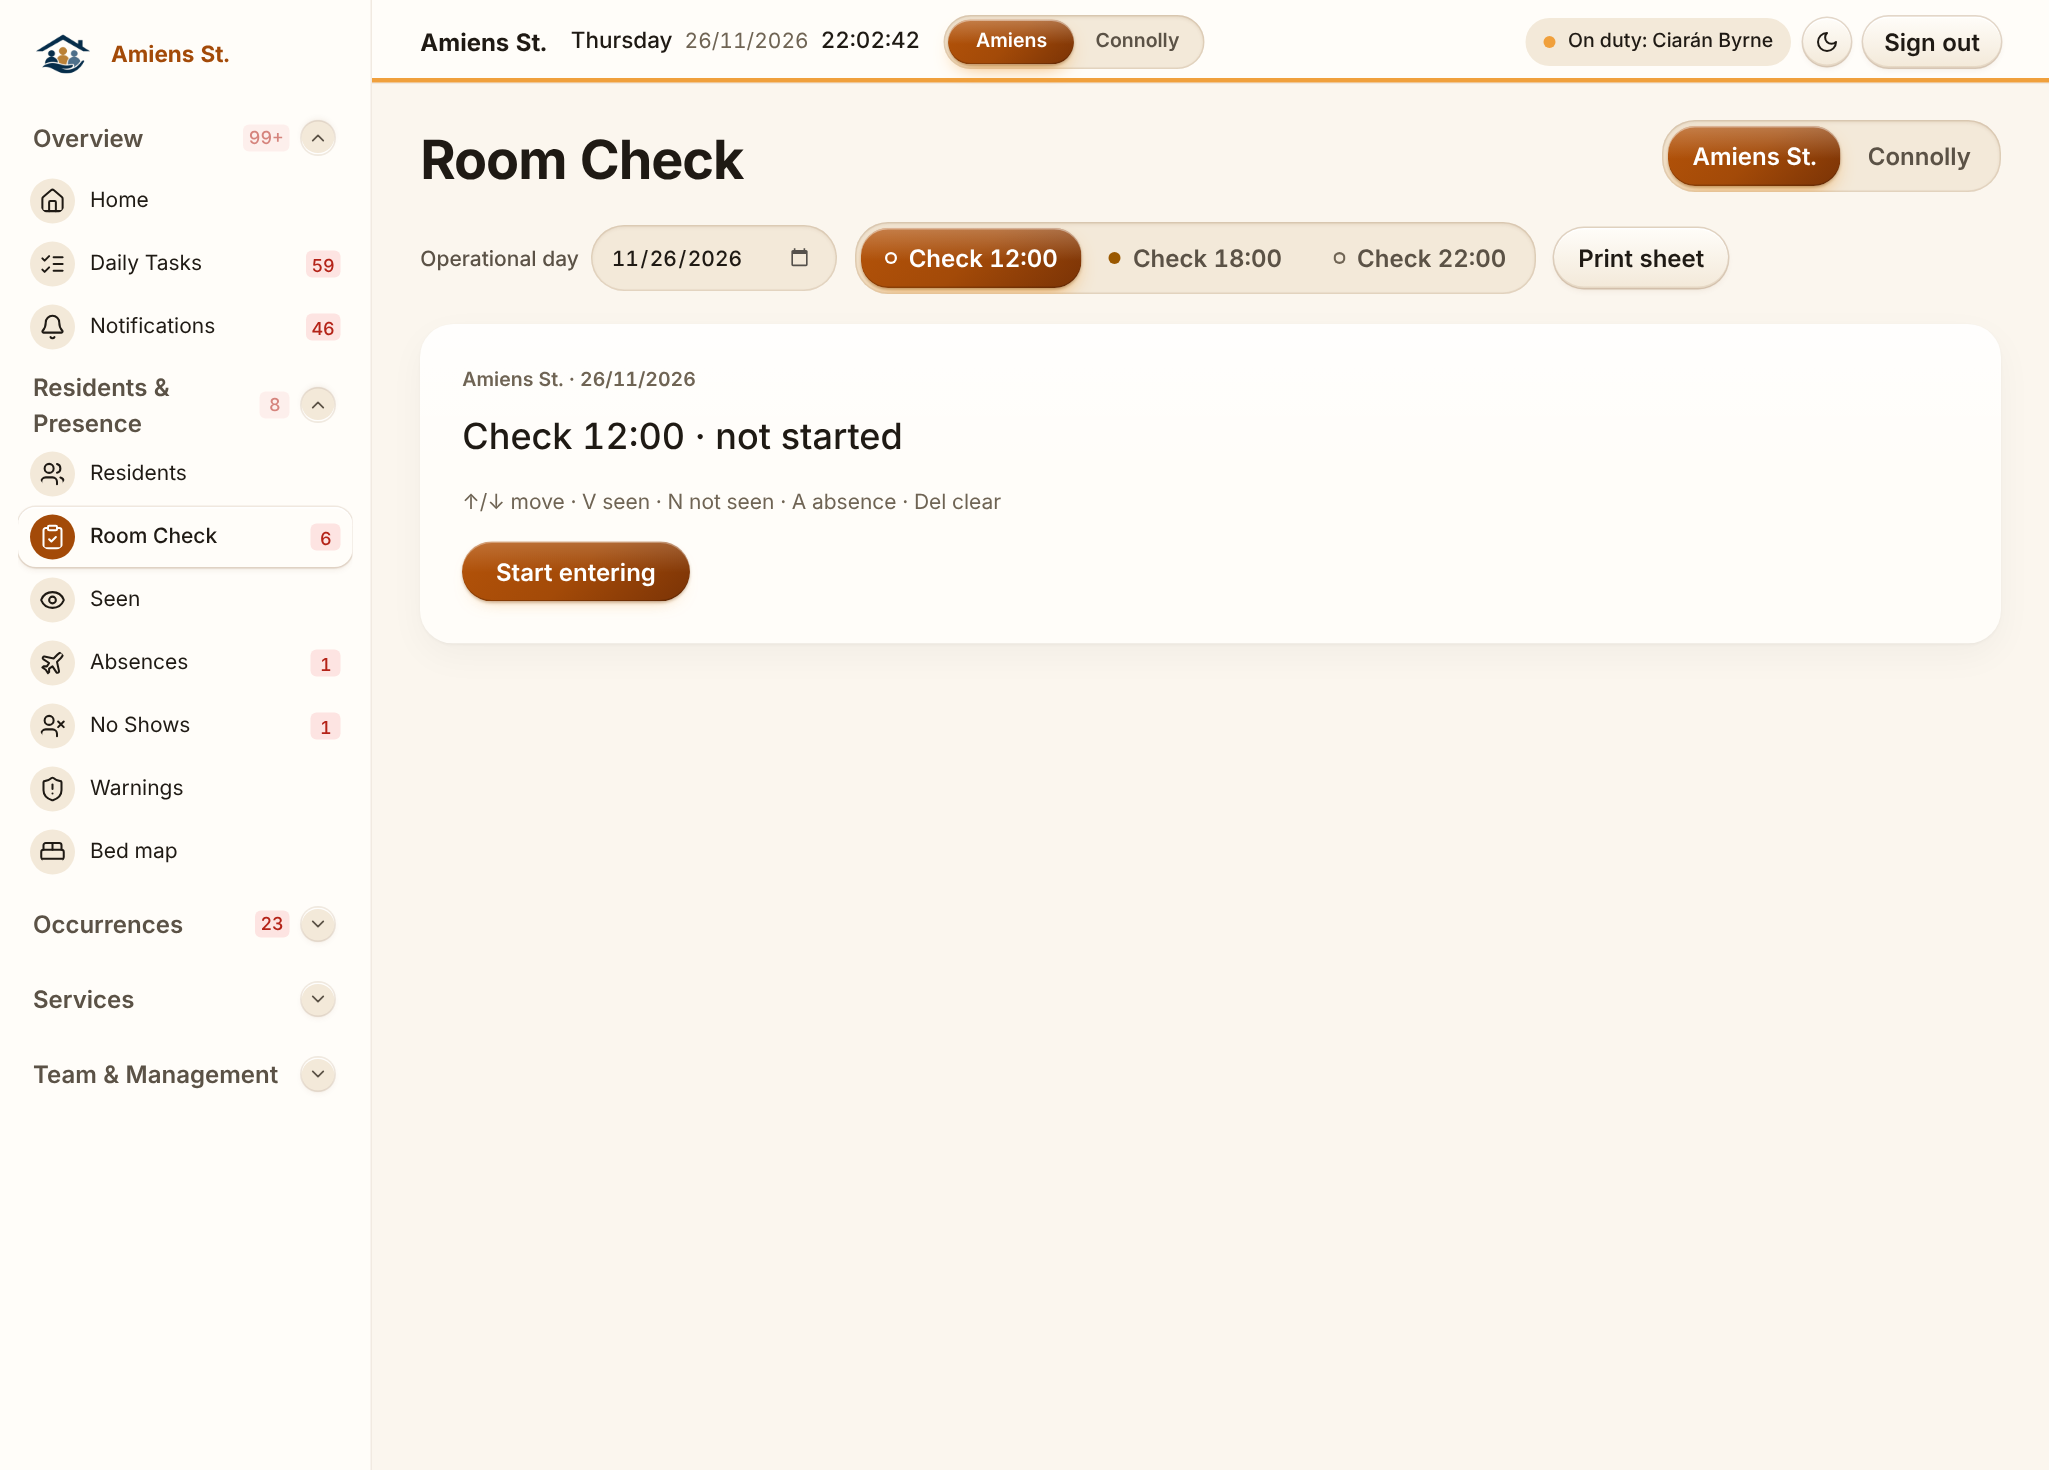 Amiens St.
Overview 99+
Home
Daily Tasks 59
Notifications 46
Residents &
Presence 8
Residents
Room Check 6
Seen
Absences 1
No Shows 1
Warnings
Bed map
Occurrences 23
Services
Team & Management
Amiens St. Thursday 26/11/2026 22:02:42 Amiens Connolly On duty: Ciarán Byrne Sign out
Room Check Amiens St. Connolly
Operational day 11/26/2026 Check 12:00 Check 18:00 Check 22:00 Print sheet
Amiens St. · 26/11/2026
Check 12:00 · not started
↑/↓ move · V seen · N not seen · A absence · Del clear
Start entering